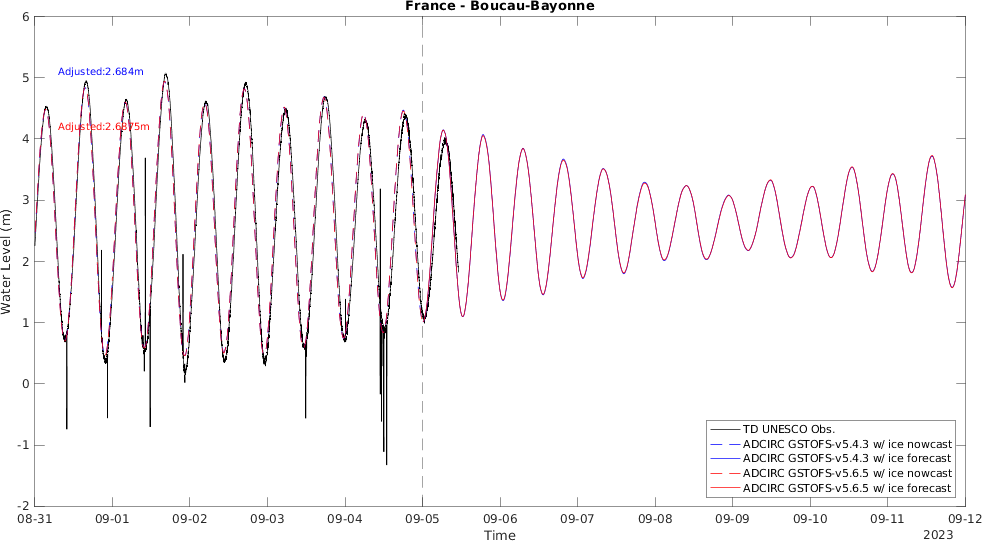 France - Boucau-Bayonne
6
5
4
3
2
1
0
-1
-2
Water Level (m)
Adjusted:2.684m
Adjusted:2.6875m
TD UNESCO Obs.
ADCIRC GSTOFS-v5.4.3 w/ ice nowcast
ADCIRC GSTOFS-v5.4.3 w/ ice forecast
ADCIRC GSTOFS-v5.6.5 w/ ice nowcast
ADCIRC GSTOFS-v5.6.5 w/ ice forecast
08-31 09-01 09-02 09-03 09-04 09-05 09-06 09-07 09-08 09-09 09-10 09-11 09-12
Time
2023